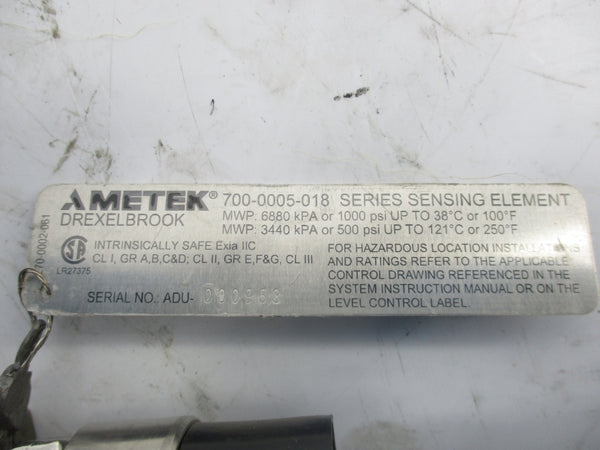 AMETEK® 700-0005-018 SERIES SENSING ELEMENT
DREXELBROOK
MWP: 6880 kPA or 1000 psi UP TO 38°C or 100°F
MWP: 3440 kPA or 500 psi UP TO 121°C or 250°F
INTRINSICALLY SAFE Exia IIC
CL I, GR A,B,C&D; CL II, GR E,F&G, CL III
LR27375
FOR HAZARDOUS LOCATION INSTALLATIONS
AND RATINGS REFER TO THE APPLICABLE
CONTROL DRAWING REFERENCED IN THE
SYSTEM INSTRUCTION MANUAL OR ON THE
LEVEL CONTROL LABEL.
SERIAL NO.: ADU-